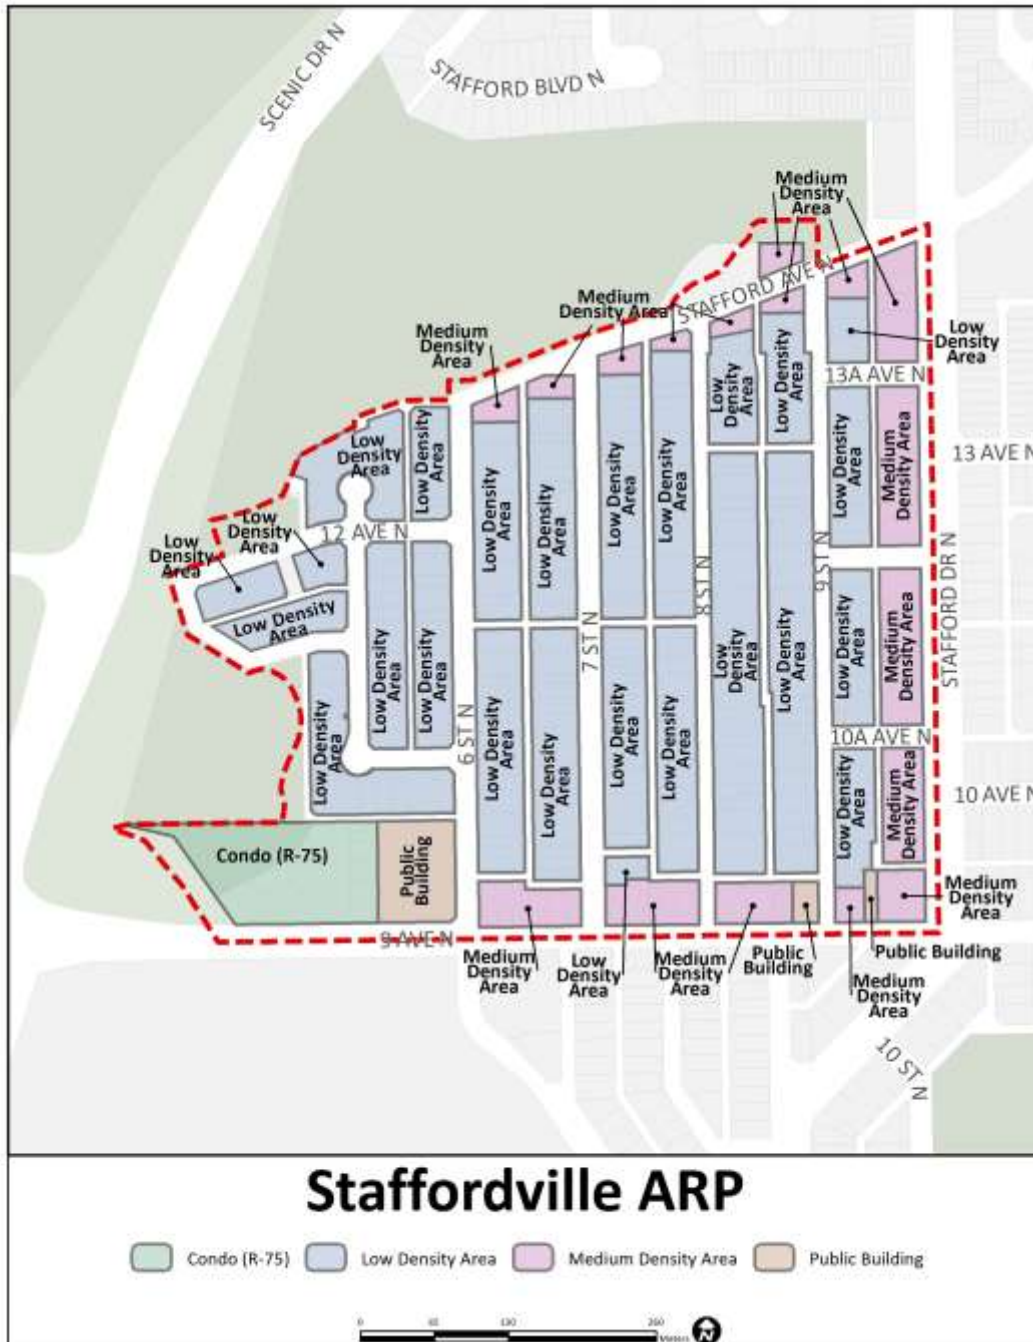 SCENIC DR N
STAFFORD BLVD N
Medium
Density
Area
STAFFORD AVE N
Medium
Density Area
Medium
Density
Area
Low
Density
Area
13A AVE N
Low
Density
Area
Low Density
Area
Low
Density
Area
Low Density
Area
Low Density
Area
Low Density
Area
Low Density
Area
Low Density
Area
Low Density
Area
Low Density
Area
Medium
Density Area
13 AVE N
Low
Density
Area
Low
Density
Area
12 AVE N
Low Density
Area
Low Density
Area
Low Density
Area
Low Density
Area
6 ST N
7 ST N
8 ST N
9 ST N
STAFFORD DR N
Low Density
Area
Low Density
Area
Low Density
Area
Low Density
Area
Low
Density
Area
Low Density
Area
Low Density
Area
Medium
Density Area
10A AVE N
Low Density
Area
Low Density
Area
Medium
Density Area
10 AVE N
Condo (R-75)
Public
Building
9 AVE N
Medium
Density
Area
Low
Density
Area
Medium
Density
Area
Public
Building
Medium
Density
Area
Public Building
Medium
Density
Area
10 ST N
Staffordville ARP
Condo (R-75)
Low Density Area
Medium Density Area
Public Building
0 65 130 260
Meters
N